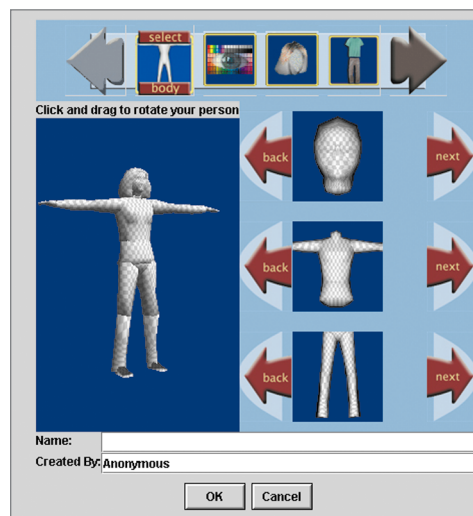 select
body
Click and drag to rotate your person
back
next
back
next
back
next
Name:
Created By: Anonymous
OK
Cancel